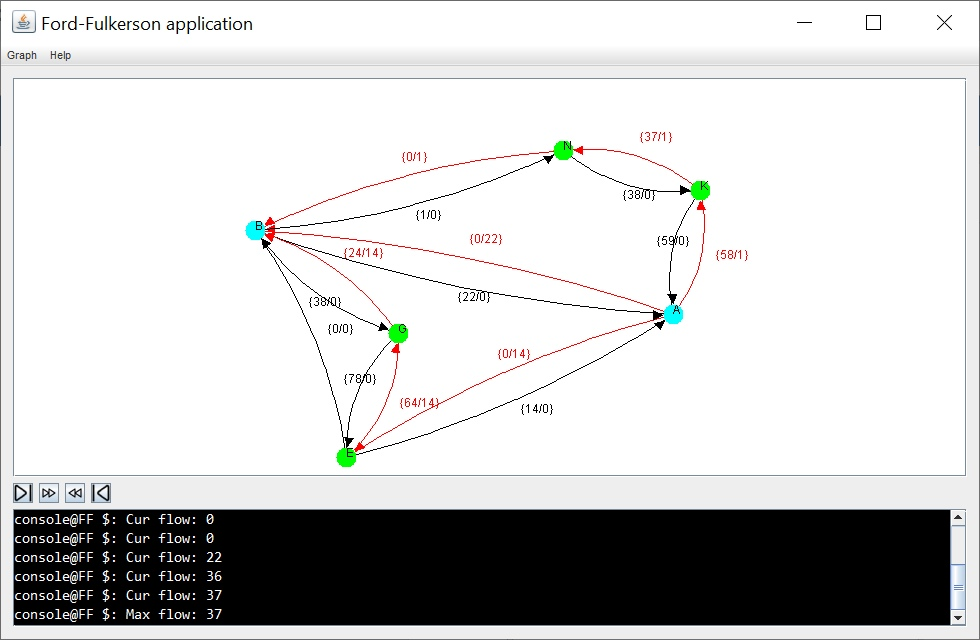 Ford-Fulkerson application
Graph Help
N
{37/1}
{0/1}
K
{38/0}
{1/0}
B
{0/22}
{59/0}
{24/14}
{58/1}
{22/0}
{38/0}
A
{0/0}
G
{0/14}
{78/0}
{64/14}
{14/0}
E
console@FF $: Cur flow: 0
console@FF $: Cur flow: 0
console@FF $: Cur flow: 22
console@FF $: Cur flow: 36
console@FF $: Cur flow: 37
console@FF $: Max flow: 37